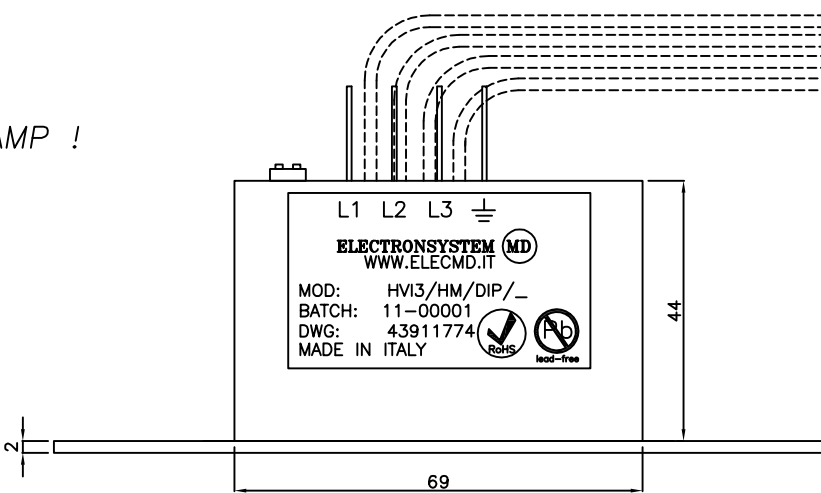 AMP !
L1 L2 L3
ELECTRONSYSTEM MD
WWW.ELECMD.IT
MOD: HVI3/HM/DIP/_
BATCH: 11-00001
DWG: 43911774
MADE IN ITALY
RoHS
Pb
lead-free
44
2
69